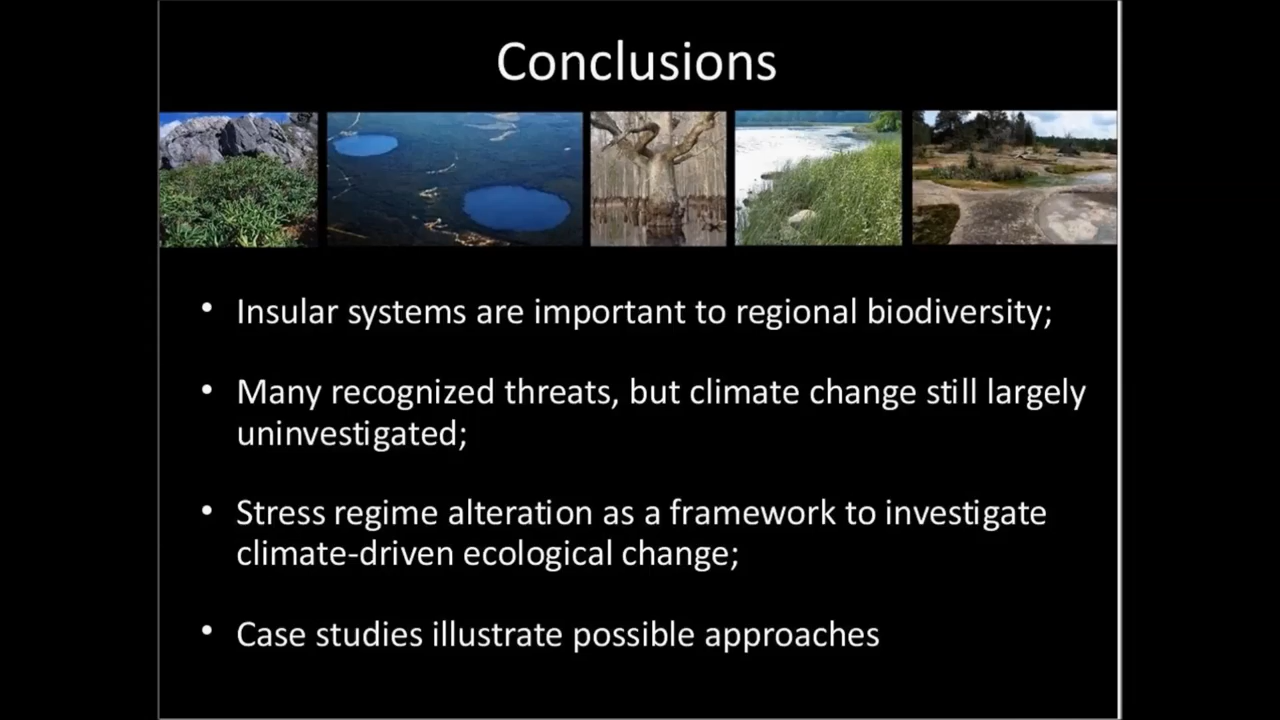 Conclusions
• Insular systems are important to regional biodiversity;
• Many recognized threats, but climate change still largely
uninvestigated;
• Stress regime alteration as a framework to investigate
climate-driven ecological change;
• Case studies illustrate possible approaches